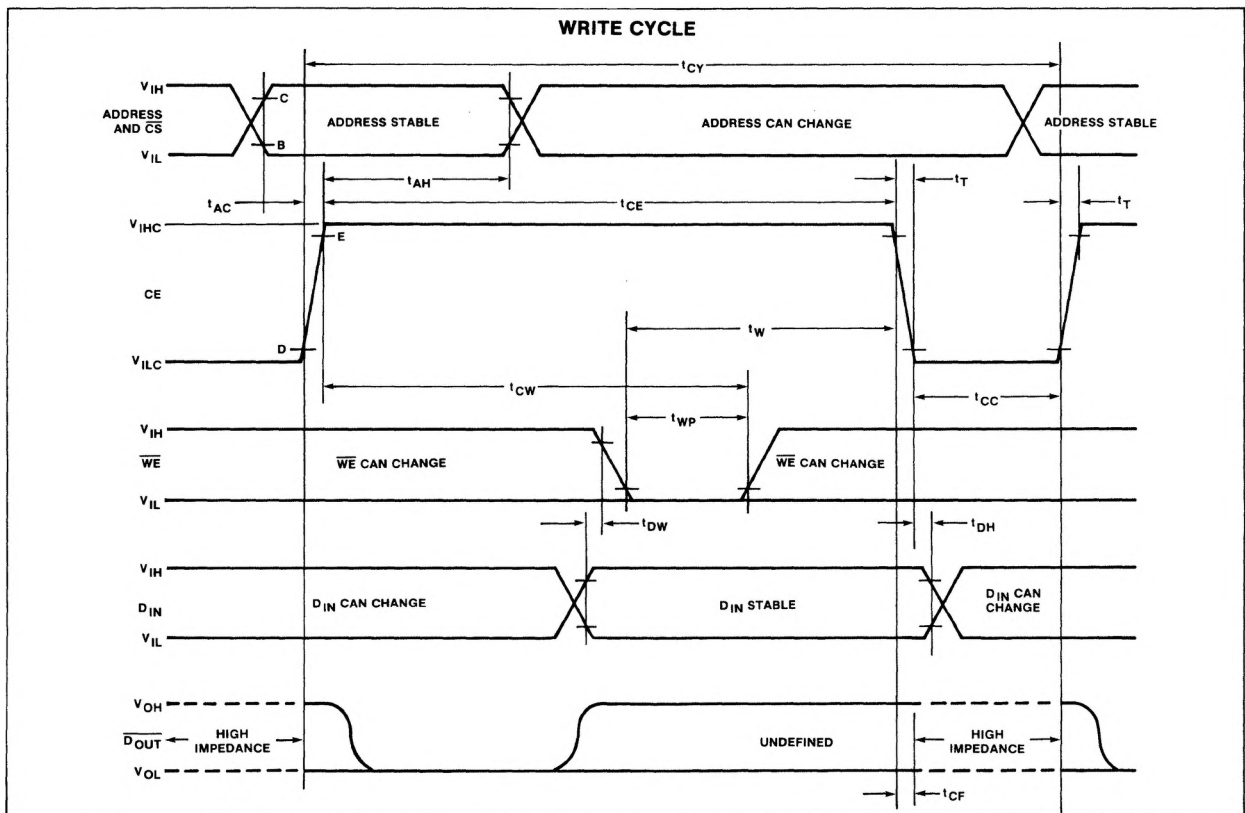 WRITE CYCLE
tCY
VIH
ADDRESS
AND CS
VIL
C
B
ADDRESS STABLE
ADDRESS CAN CHANGE
ADDRESS STABLE
tAH
tT
tAC
tCE
tT
VIHC
E
CE
D
VILC
tW
tCW
tCC
tWP
VIH
WE
VIL
WE CAN CHANGE
WE CAN CHANGE
tDW
tDH
VIH
DIN
VIL
DIN CAN CHANGE
DIN STABLE
DIN CAN
CHANGE
VOH
DOUT
VOL
HIGH
IMPEDANCE
UNDEFINED
HIGH
IMPEDANCE
tCF